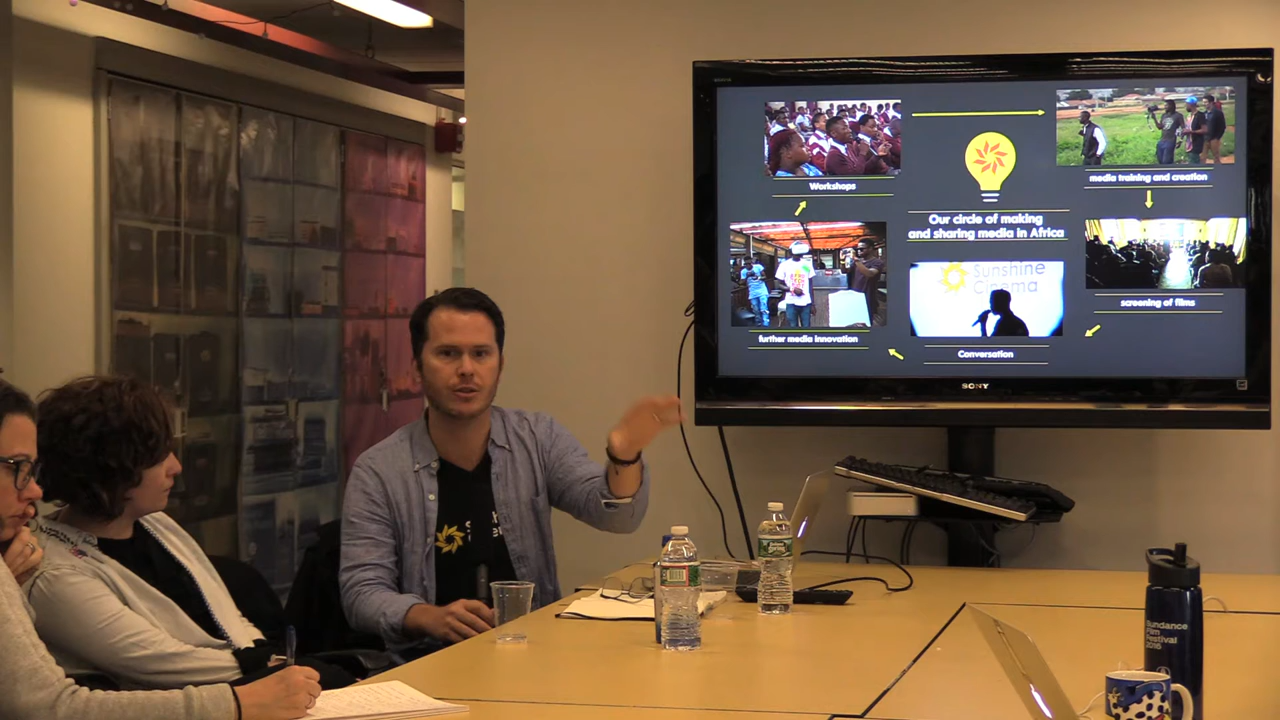 Workshops
media training and creation
Our circle of making
and sharing media in Africa
Sunshine
Cinema
screening of films
further media innovation
Conversation
SONY
Sundance
Film
Festival
2016